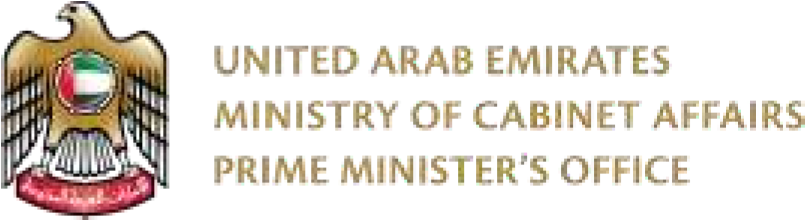 UNITED ARAB EMIRATES
MINISTRY OF CABINET AFFAIRS
PRIME MINISTER'S OFFICE